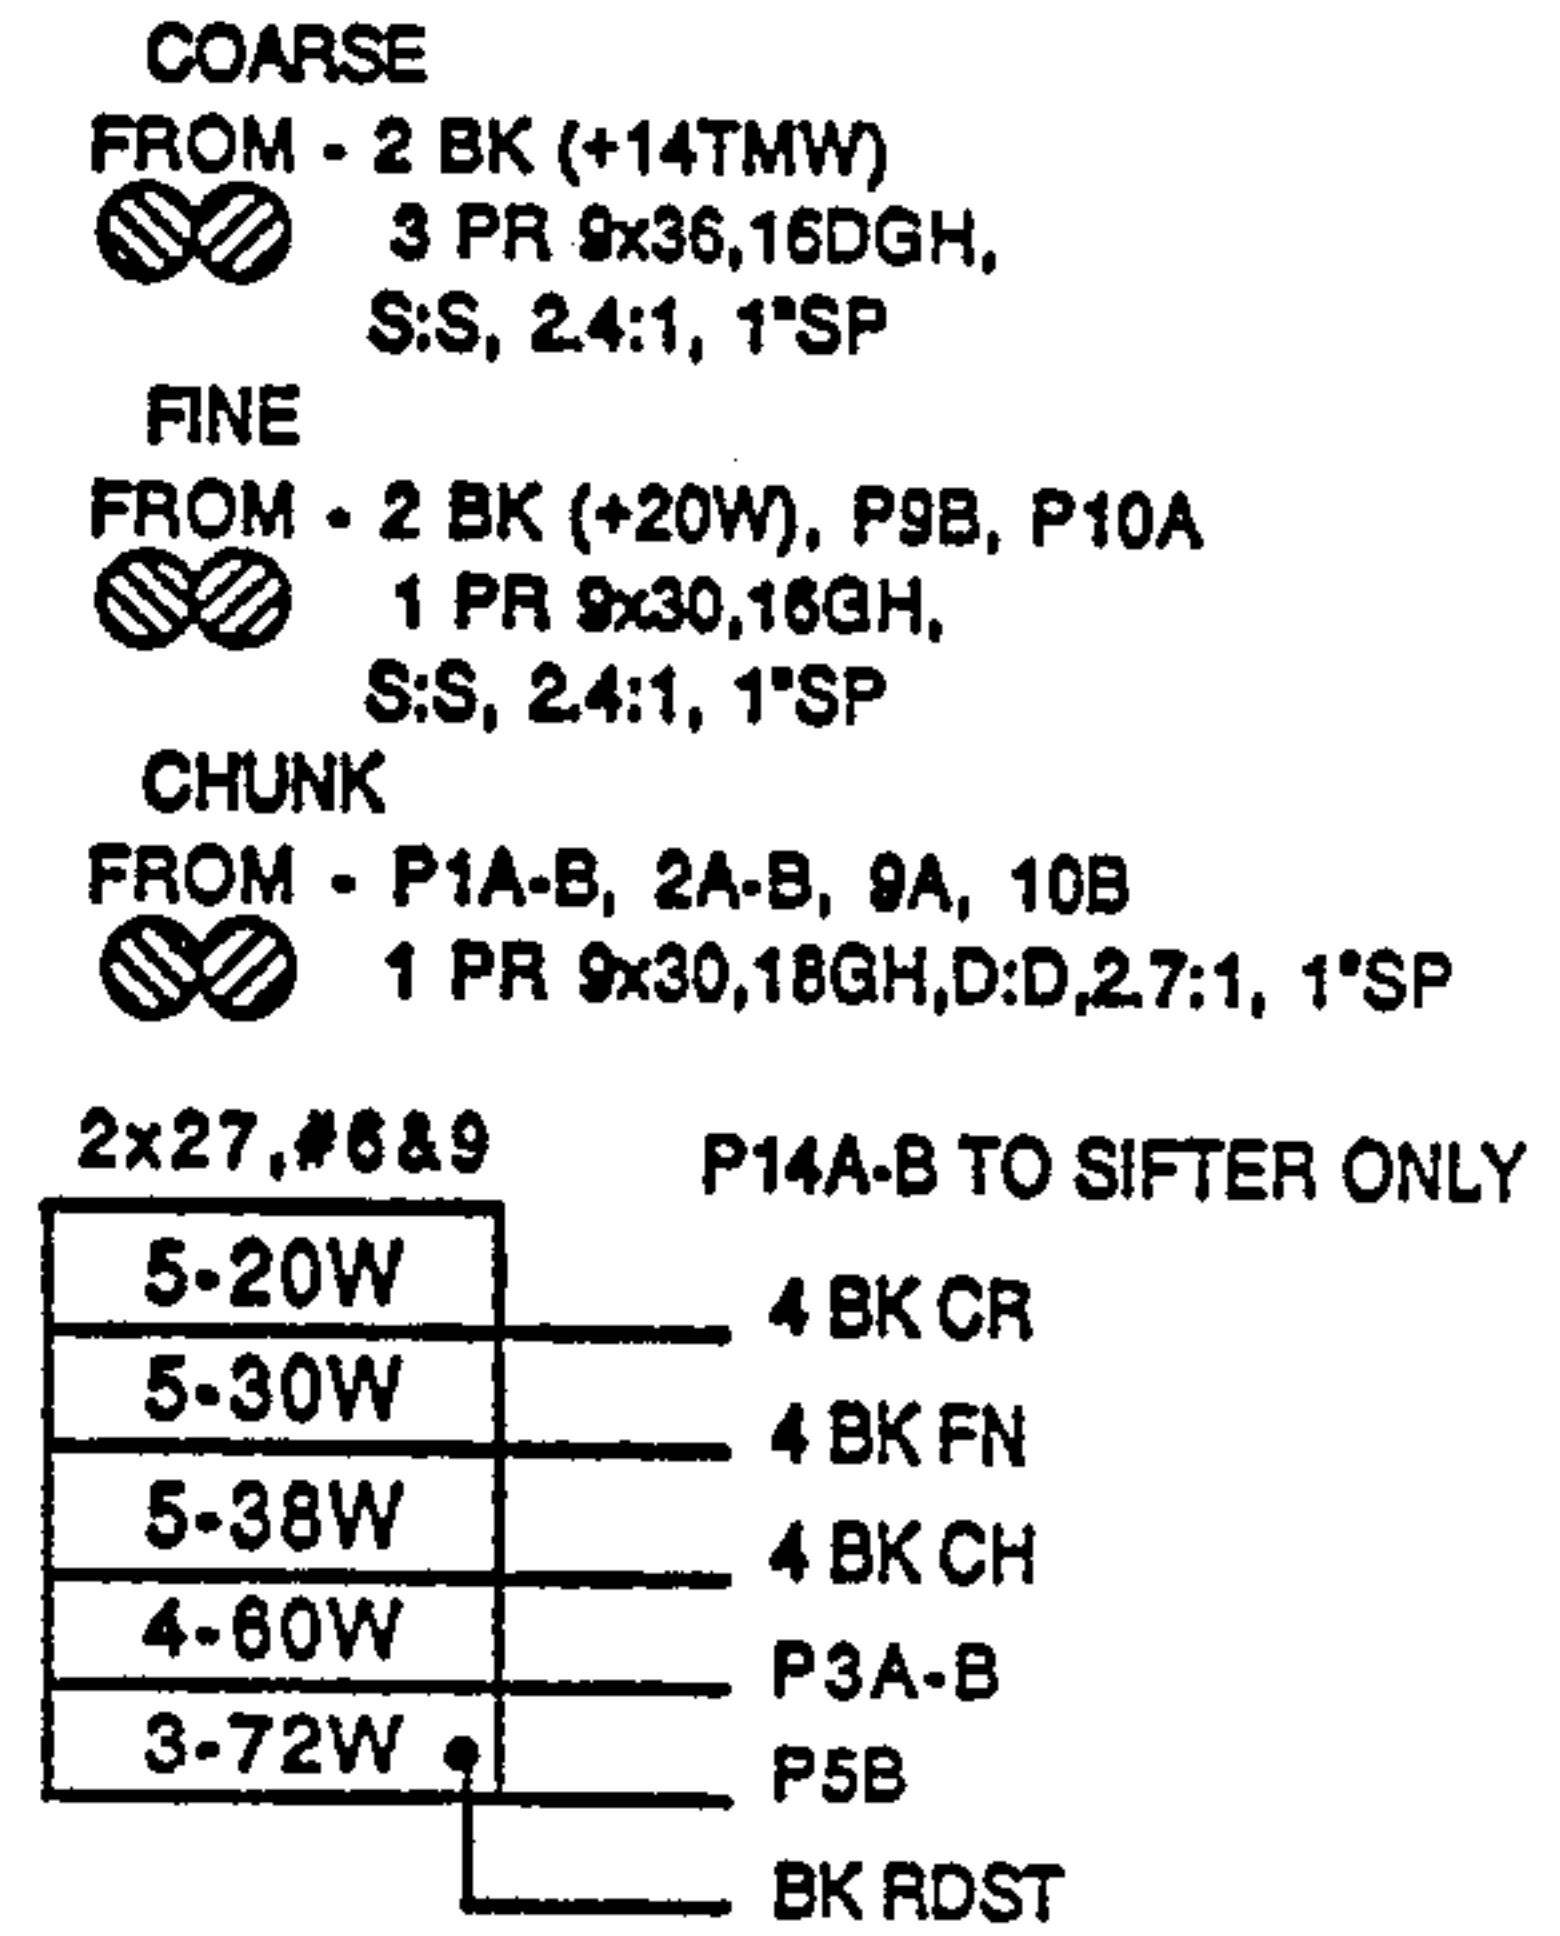 COARSE
FROM - 2 BK (+14TMW)
3 PR 9x36,16DGH,
S:S, 2.4:1, 1"SP
FINE
FROM - 2 BK (+20W), P9B, P10A
1 PR 9x30,16GH,
S:S, 2.4:1, 1"SP
CHUNK
FROM - P1A-B, 2A-B, 9A, 10B
1 PR 9x30,18GH,D:D,2.7:1, 1"SP
2x27,#6&9
P14A-B TO SIFTER ONLY
5-20W
4 BK CR
5-30W
4 BK FN
5-38W
4 BK CH
4-60W
P3A-B
3-72W
P5B
BK RDST